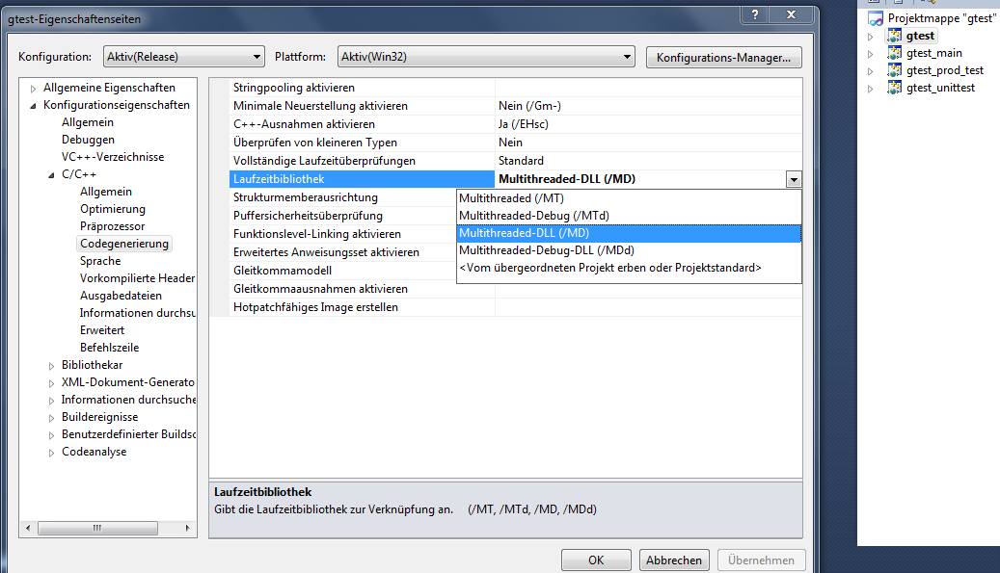 gtest-Eigenschaftenseiten
Konfiguration: Aktiv(Release) Plattform: Aktiv(Win32) Konfigurations-Manager...
Allgemeine Eigenschaften
Konfigurationseigenschaften
Allgemein
Debuggen
VC++-Verzeichnisse
C/C++
Allgemein
Optimierung
Präprozessor
Codegenerierung
Sprache
Vorkompilierte Header
Ausgabedateien
Informationen durchsu
Erweitert
Befehlszeile
Bibliothekar
XML-Dokument-Generato
Informationen durchsuche
Buildereignisse
Benutzerdefinierter Buildsc
Codeanalyse
Stringpooling aktivieren
Minimale Neuerstellung aktivieren Nein (/Gm-)
C++-Ausnahmen aktivieren Ja (/EHsc)
Überprüfen von kleineren Typen Nein
Vollständige Laufzeitüberprüfungen Standard
Laufzeitbibliothek Multithreaded-DLL (/MD)
Strukturmemberausrichtung
Puffersicherheitsüberprüfung
Funktionslevel-Linking aktivieren
Erweitertes Anweisungsset aktivieren
Gleitkommamodell
Gleitkommaausnahmen aktivieren
Hotpatchfähiges Image erstellen
Multithreaded (/MT)
Multithreaded-Debug (/MTd)
Multithreaded-DLL (/MD)
Multithreaded-Debug-DLL (/MDd)
<Vom übergeordneten Projekt erben oder Projektstandard>
Laufzeitbibliothek
Gibt die Laufzeitbibliothek zur Verknüpfung an. (/MT, /MTd, /MD, /MDd)
OK Abbrechen Übernehmen
Projektmappe "gtest"
gtest
gtest_main
gtest_prod_test
gtest_unittest